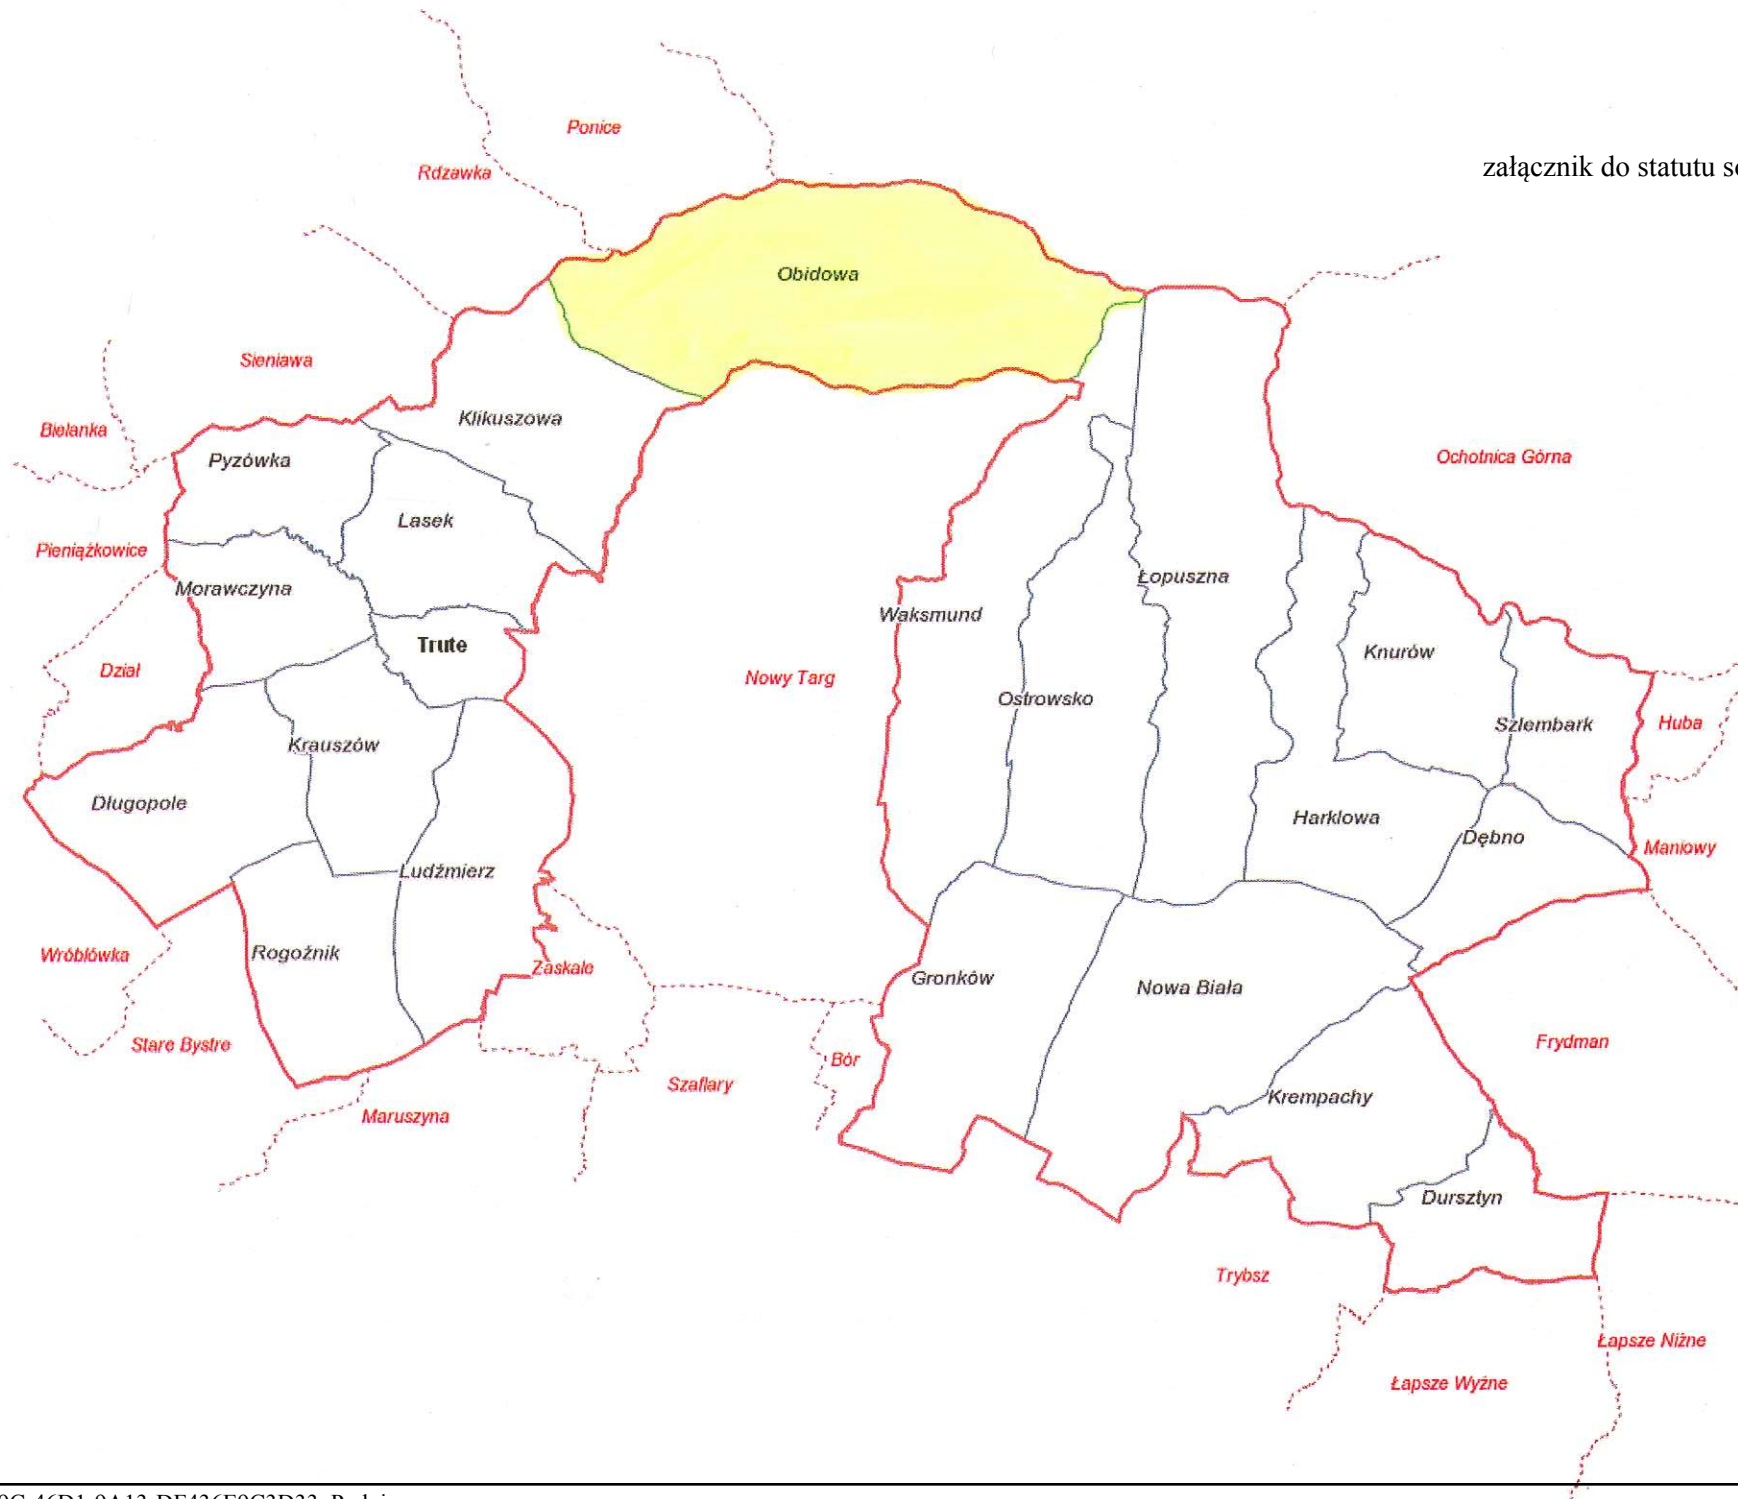 Ponice
załącznik do statutu
Rdzawka
Obidowa
Sieniawa
Klikuszowa
Bielanka
Pyzówka
Ochotnica Górna
Lasek
Pieniążkowice
Morawczyna
Łopuszna
Waksmund
Trute
Knurów
Dział
Nowy Targ
Ostrowsko
Szlembark
Huba
Krauszów
Długopole
Harklowa
Dębno
Maniowy
Ludźmierz
Wróblówka
Rogoźnik
Zaskale
Gronków
Nowa Biała
Stare Bystre
Bór
Frydman
Szaflary
Krempachy
Maruszyna
Dursztyn
Trybsz
Łapsze Niżne
Łapsze Wyżne